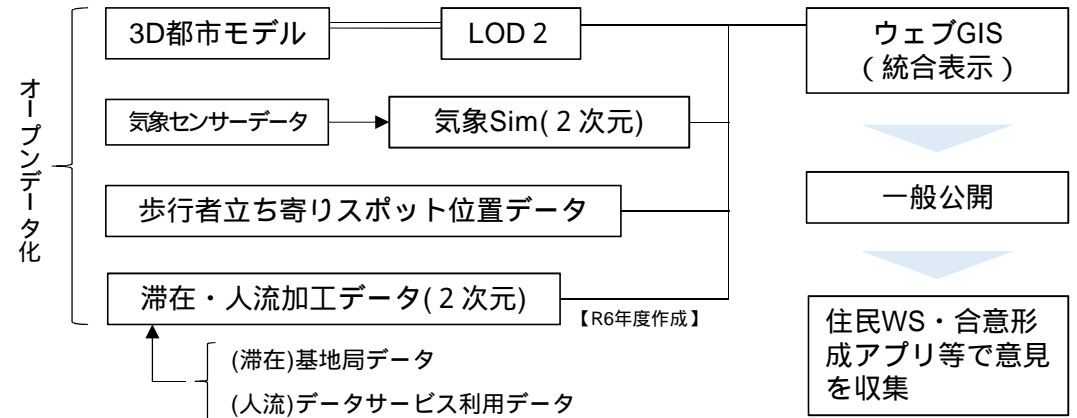 オープンデータ化
3D都市モデル
LOD 2
気象センサーデータ
気象Sim(２次元)
歩行者立ち寄りスポット位置データ
滞在・人流加工データ(２次元)
【R6年度作成】
(滞在)基地局データ
(人流)データサービス利用データ
ウェブGIS
（統合表示）
一般公開
住民WS・合意形
成アプリ等で意見
を収集